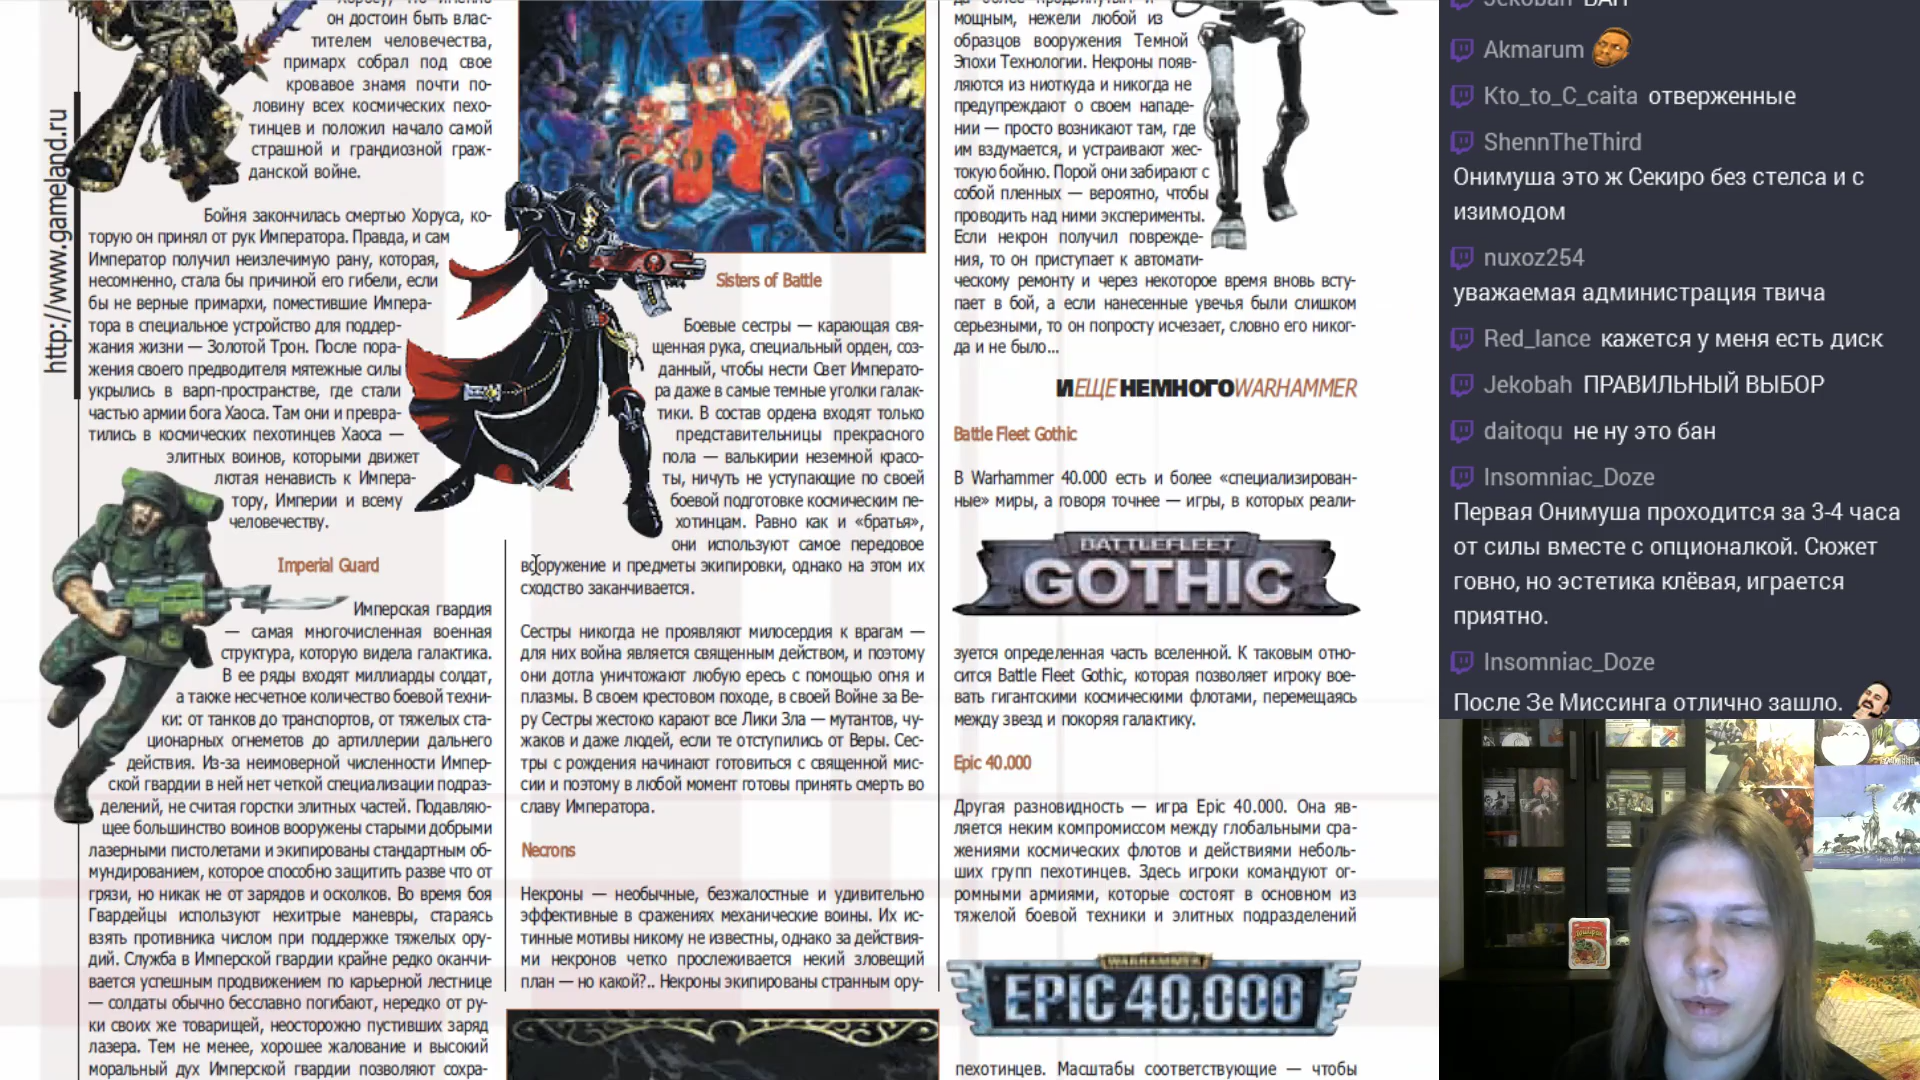 http://www.gameland.ru
он достоин быть влас-
тителем человечества,
примарх собрал под свое
кровавое знамя почти по-
ловину всех космических пехо-
тинцев и положил начало самой
страшной и грандиозной граж-
данской войне.
Бойня закончилась смертью Хоруса, ко-
торую он принял от рук Императора. Правда, и сам
Император получил неизлечимую рану, которая,
несомненно, стала бы причиной его гибели, если
бы не верные примархи, поместившие Импера-
тора в специальное устройство для поддер-
жания жизни — Золотой Трон. После пора-
жения своего предводителя мятежные силы
укрылись в варп-пространстве, где стали
частью армии бога Хаоса. Там они и превра-
тились в космических пехотинцев Хаоса —
элитных воинов, которыми движет
лютая ненависть к Импера-
тору, Империи и всему
человечеству.
Imperial Guard
Имперская гвардия
— самая многочисленная военная
структура, которую видела галактика.
В ее ряды входят миллиарды солдат,
а также несчетное количество боевой техни-
ки: от танков до транспортов, от тяжелых ста-
ционарных огнеметов до артиллерии дальнего
действия. Из-за неимоверной численности Импер-
ской гвардии в ней нет четкой специализации подраз-
делений, не считая горстки элитных частей. Подавляю-
щее большинство воинов вооружены старыми добрыми
лазерными пистолетами и экипированы стандартным об-
мундированием, которое способно защитить разве что от
грязи, но никак не от зарядов и осколков. Во время боя
Гвардейцы используют нехитрые маневры, стараясь
взять противника числом при поддержке тяжелых ору-
дий. Служба в Имперской гвардии крайне редко оканчи-
вается успешным продвижением по карьерной лестнице
— солдаты обычно бесславно погибают, нередко от ру-
ки своих же товарищей, неосторожно пустивших заряд
лазера. Тем не менее, хорошее жалование и высокий
моральный дух Имперской гвардии позволяют сохра-
Sisters of Battle
Боевые сестры — карающая свя-
щенная рука, специальный орден, соз-
данный, чтобы нести Свет Императо-
ра даже в самые темные уголки галак-
тики. В состав ордена входят только
представительницы прекрасного
пола — валькирии неземной красо-
ты, ничуть не уступающие по своей
боевой подготовке космическим пе-
хотинцам. Равно как и «братья»,
они используют самое передовое
вооружение и предметы экипировки, однако на этом их
сходство заканчивается.
Сестры никогда не проявляют милосердия к врагам —
для них война является священным действом, и поэтому
они дотла уничтожают любую ересь с помощью огня и
плазмы. В своем крестовом походе, в своей Войне за Ве-
ру Сестры жестоко карают все Лики Зла — мутантов, чу-
жаков и даже людей, если те отступились от Веры. Сес-
тры с рождения начинают готовиться с священной мис-
сии и поэтому в любой момент готовы принять смерть во
славу Императора.
Necrons
Некроны — необычные, безжалостные и удивительно
эффективные в сражениях механические воины. Их ис-
тинные мотивы никому не известны, однако за действия-
ми некронов четко прослеживается некий зловещий
план — но какой?.. Некроны экипированы странным ору-
мощным, нежели любой из
образцов вооружения Темной
Эпохи Технологии. Некроны появ-
ляются из ниоткуда и никогда не
предупреждают о своем нападе-
нии — просто возникают там, где
им вздумается, и устраивают жес-
токую бойню. Порой они забирают с
собой пленных — вероятно, чтобы
проводить над ними эксперименты.
Если некрон получил поврежде-
ния, то он приступает к автомати-
ческому ремонту и через некоторое время вновь всту-
пает в бой, а если нанесенные увечья были слишком
серьезными, то он попросту исчезает, словно его никог-
да и не было...
И ЕЩЕ НЕМНОГО WARHAMMER
Battle Fleet Gothic
В Warhammer 40.000 есть и более «специализирован-
ные» миры, а говоря точнее — игры, в которых реали-
BATTLEFLEET
GOTHIC
зуется определенная часть вселенной. К таковым отно-
сится Battle Fleet Gothic, которая позволяет игроку вое-
вать гигантскими космическими флотами, перемещаясь
между звезд и покоряя галактику.
Epic 40.000
Другая разновидность — игра Epic 40.000. Она яв-
ляется неким компромиссом между глобальными сра-
жениями космических флотов и действиями неболь-
ших групп пехотинцев. Здесь игроки командуют ог-
ромными армиями, которые состоят в основном из
тяжелой боевой техники и элитных подразделений
WARHAMMER
EPIC 40,000
пехотинцев. Масштабы соответствующие — чтобы
Jekobah БАН
Akmarum
Kto_to_C_caita отверженные
ShennTheThird
Онимуша это ж Секиро без стелса и с
изимодом
nuxoz254
уважаемая администрация твича
Red_lance кажется у меня есть диск
Jekobah ПРАВИЛЬНЫЙ ВЫБОР
daitoqu не ну это бан
Insomniac_Doze
Первая Онимуша проходится за 3-4 часа
от силы вместе с опционалкой. Сюжет
говно, но эстетика клёвая, играется
приятно.
Insomniac_Doze
После Зе Миссинга отлично зашло.